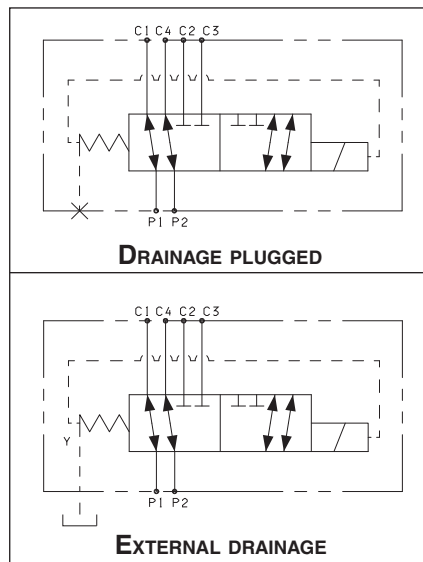 C1 C4 C2 C3
P1 P2
DRAINAGE PLUGGED
C1 C4 C2 C3
Y
P1 P2
EXTERNAL DRAINAGE